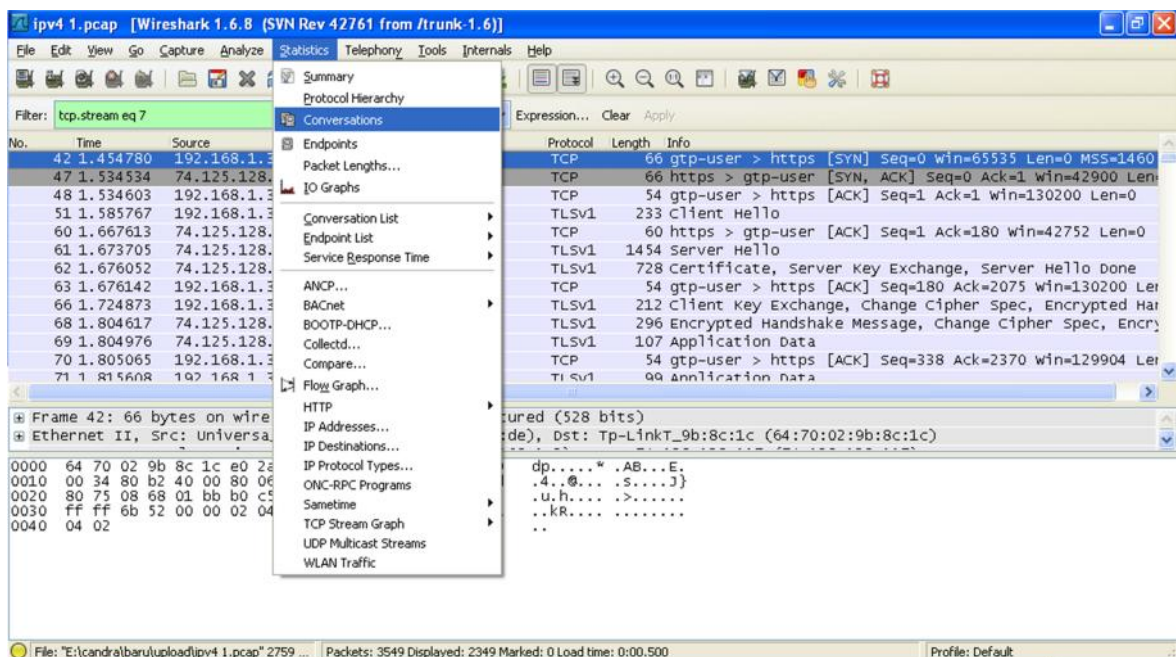 ipv4 1.pcap [Wireshark 1.6.8 (SVN Rev 42761 from /trunk-1.6)]
File Edit View Go Capture Analyze Statistics Telephony Tools Internals Help
Filter: tcp.stream eq 7 Expression... Clear Apply
No. Time Source Protocol Length Info
42 1.454780 192.168.1.3 TCP 66 gtp-user > https [SYN] Seq=0 Win=65535 Len=0 MSS=1460
47 1.534534 74.125.128. TCP 66 https > gtp-user [SYN, ACK] Seq=0 Ack=1 Win=42900 Len
48 1.534603 192.168.1.3 TCP 54 gtp-user > https [ACK] Seq=1 Ack=1 Win=130200 Len=0
51 1.585767 192.168.1.3 TLSv1 233 Client Hello
60 1.667613 74.125.128. TCP 60 https > gtp-user [ACK] Seq=1 Ack=180 Win=42752 Len=0
61 1.673705 74.125.128. TLSv1 1454 Server Hello
62 1.676052 74.125.128. TLSv1 728 Certificate, Server Key Exchange, Server Hello Done
63 1.676142 192.168.1.3 TCP 54 gtp-user > https [ACK] Seq=180 Ack=2075 Win=130200 Ler
66 1.724873 192.168.1.3 TLSv1 212 Client Key Exchange, Change Cipher Spec, Encrypted Har
68 1.804617 74.125.128. TLSv1 296 Encrypted Handshake Message, Change Cipher Spec, Encry
69 1.804976 74.125.128. TLSv1 107 Application Data
70 1.805065 192.168.1.3 TCP 54 gtp-user > https [ACK] Seq=338 Ack=2370 Win=129904 Ler
71 1.815608 192.168.1.3 TLSv1 99 Application Data
Summary
Protocol Hierarchy
Conversations
Endpoints
Packet Lengths...
IO Graphs
Conversation List
Endpoint List
Service Response Time
ANCP...
BACnet
BOOTP-DHCP...
Collectd...
Compare...
Flow Graph...
HTTP
IP Addresses...
IP Destinations...
IP Protocol Types...
ONC-RPC Programs
Sametime
TCP Stream Graph
UDP Multicast Streams
WLAN Traffic
Frame 42: 66 bytes on wire tured (528 bits)
Ethernet II, Src: Universa :de), Dst: Tp-LinkT_9b:8c:1c (64:70:02:9b:8c:1c)
0000 64 70 02 9b 8c 1c e0 2a dp.....* .AB...E.
0010 00 34 80 b2 40 00 80 06 .4..@... .s....J}
0020 80 75 08 68 01 bb b0 c5 .u.h.... .>......
0030 ff ff 6b 52 00 00 02 04 ..kR.... ........
0040 04 02 ..
File: "E:\candra\baru\upload\ipv4 1.pcap" 2759 ... Packets: 3549 Displayed: 2349 Marked: 0 Load time: 0:00.500 Profile: Default